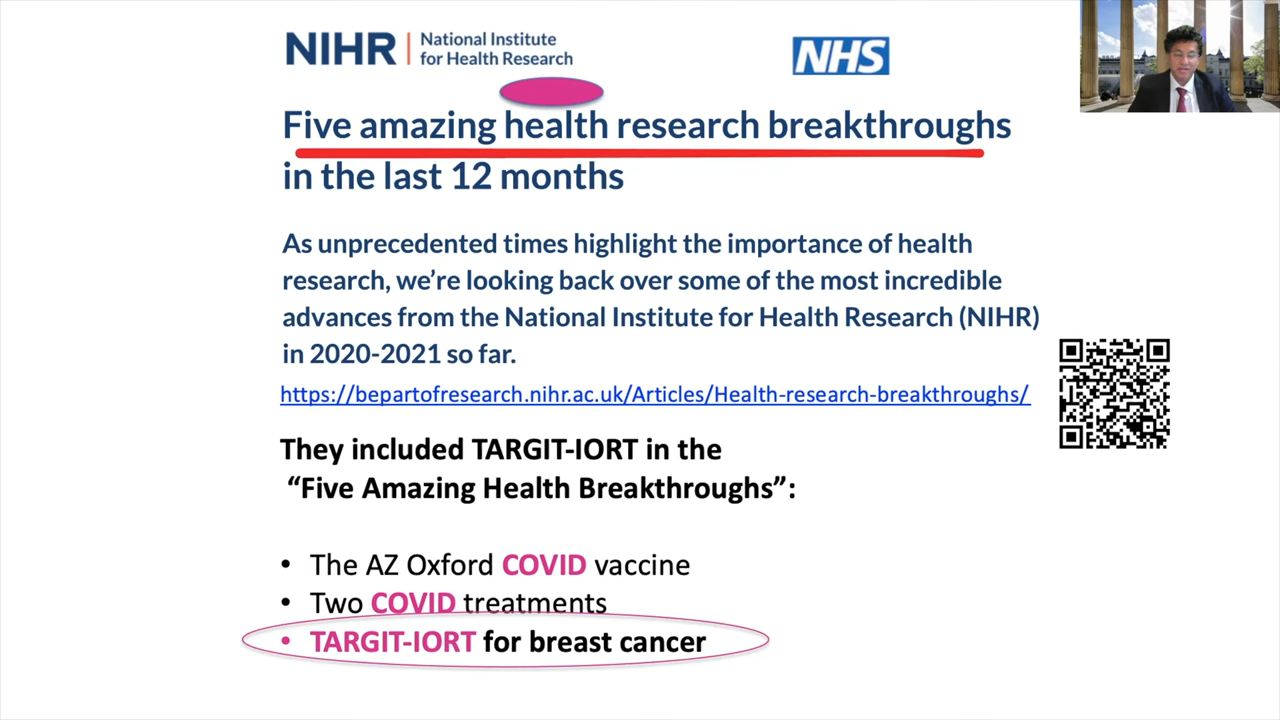 NIHR | National Institute
for Health Research
NHS
Five amazing health research breakthroughs
in the last 12 months
As unprecedented times highlight the importance of health
research, we’re looking back over some of the most incredible
advances from the National Institute for Health Research (NIHR)
in 2020-2021 so far.
https://bepartofresearch.nihr.ac.uk/Articles/Health-research-breakthroughs/
They included TARGIT-IORT in the
“Five Amazing Health Breakthroughs”:
• The AZ Oxford COVID vaccine
• Two COVID treatments
• TARGIT-IORT for breast cancer